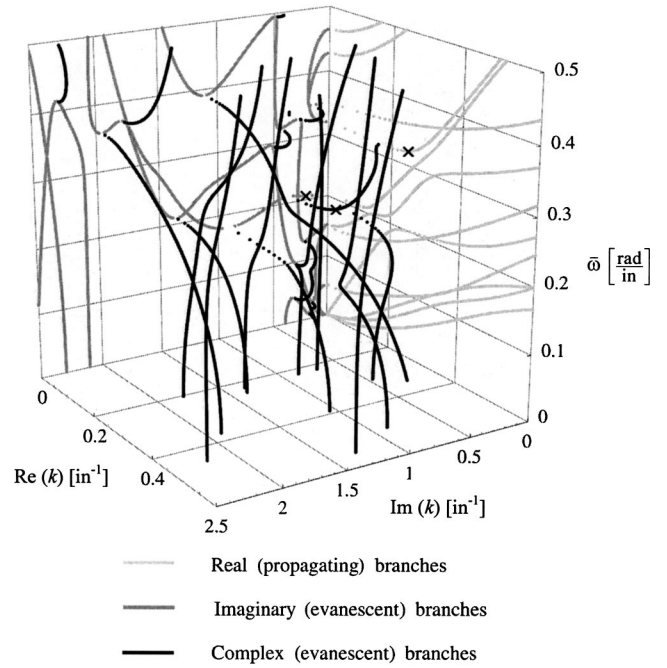 0.5
0.4
0.3
ω̄ [rad/in]
0.2
0.1
0
0
0.2
0
0.5
Re (k) [in⁻¹]
0.4
1
Im (k) [in⁻¹]
1.5
2
2.5
Real (propagating) branches
Imaginary (evanescent) branches
Complex (evanescent) branches